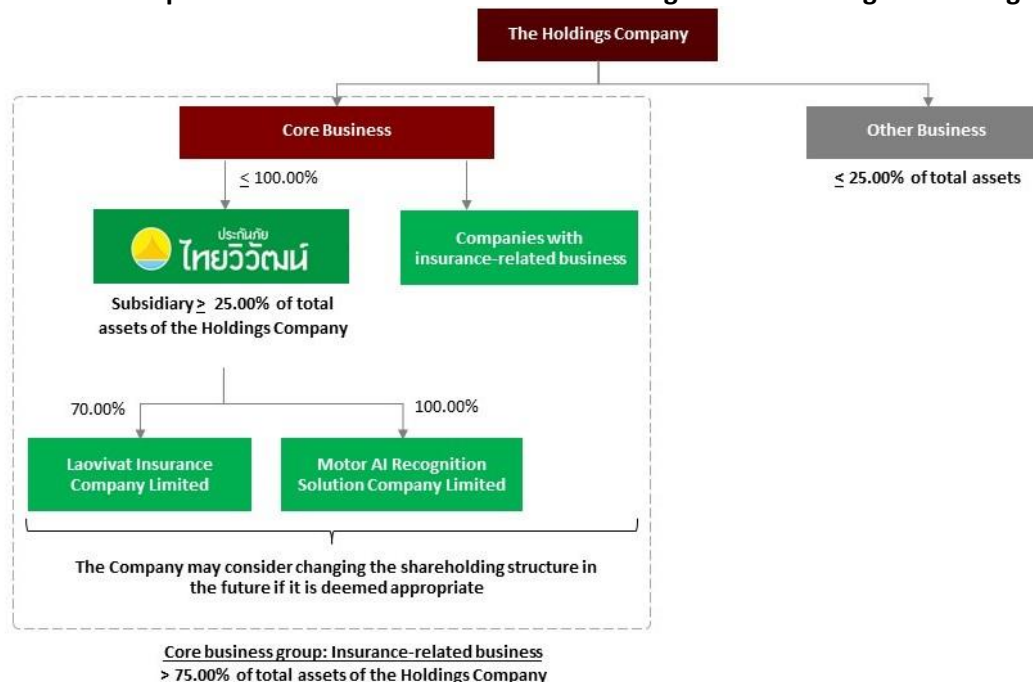 The Holdings Company
Core Business
Other Business
≤ 100.00%
≤ 25.00% of total assets
ประกันภัย
ไทยวิวัฒน์
Companies with
insurance-related business
Subsidiary ≥ 25.00% of total
assets of the Holdings Company
70.00%
100.00%
Laovivat Insurance
Company Limited
Motor AI Recognition
Solution Company Limited
The Company may consider changing the shareholding structure in
the future if it is deemed appropriate
Core business group: Insurance-related business
> 75.00% of total assets of the Holdings Company